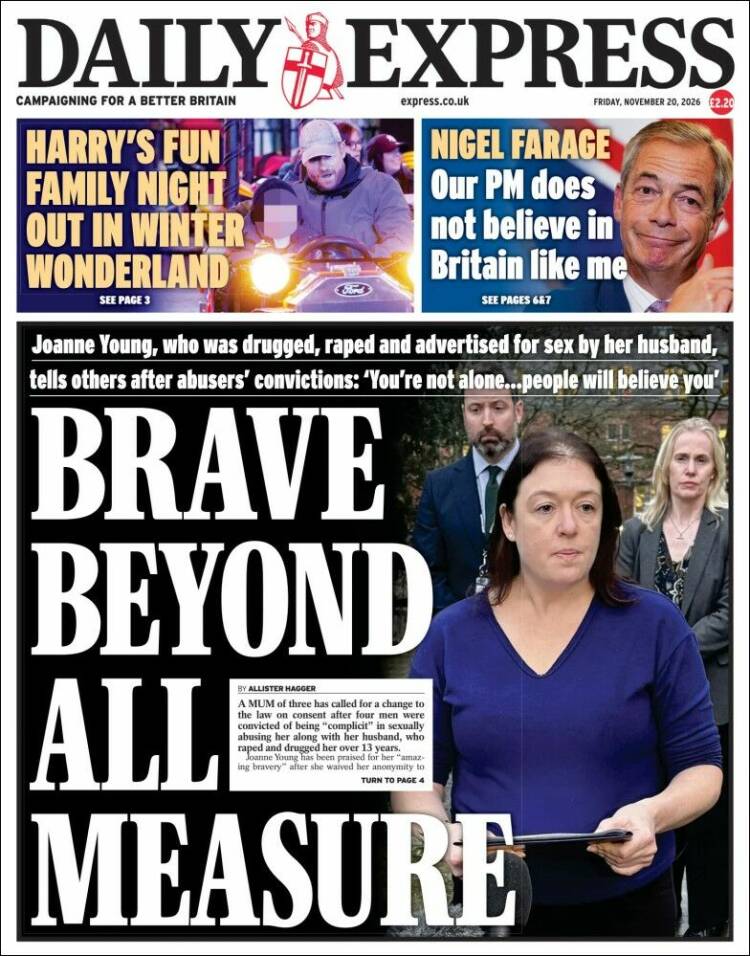 DAILY EXPRESS
CAMPAIGNING FOR A BETTER BRITAIN
express.co.uk
FRIDAY, NOVEMBER 20, 2026
£2.20
HARRY'S FUN
FAMILY NIGHT
OUT IN WINTER
WONDERLAND
SEE PAGE 3
Ford
NIGEL FARAGE
Our PM does
not believe in
Britain like me
SEE PAGES 6&7
Joanne Young, who was drugged, raped and advertised for sex by her husband,
tells others after abusers' convictions: 'You're not alone...people will believe you'
BRAVE
BEYOND
ALL
MEASURE
BY ALLISTER HAGGER
A MUM of three has called for a change to
the law on consent after four men were
convicted of being "complicit" in sexually
abusing her along with her husband, who
raped and drugged her over 13 years.
Joanne Young has been praised for her "amaz-
ing bravery" after she waived her anonymity to
TURN TO PAGE 4